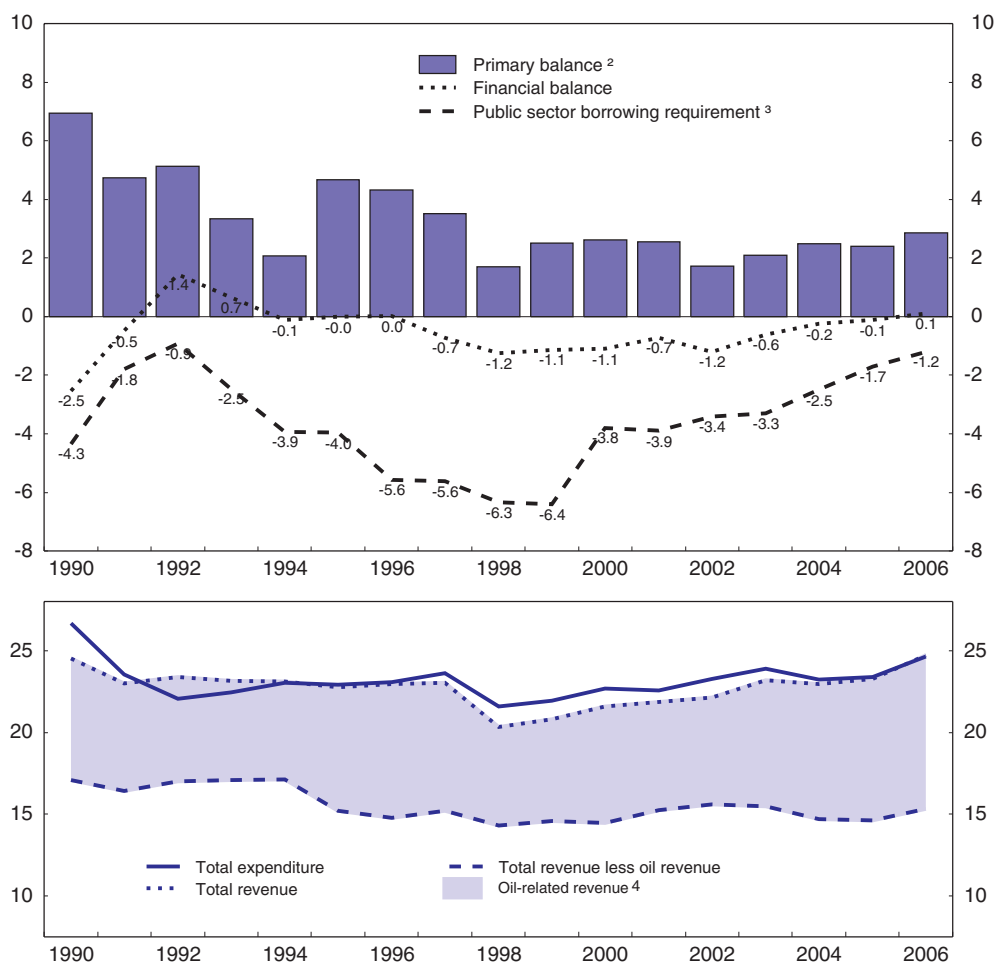 10 10
Primary balance ²
8 8
Financial balance
Public sector borrowing requirement ³
6 6
4 4
2 2
-1.4
0.7
0 0
-0.5 -0.1 -0.0 0.0 -0.7 -1.2 -1.1 -1.1 -0.7 -1.2 -0.6 -0.2 -0.1 0.1
-0.9
-2 -2
-2.5 -1.8 -2.5 -2.5 -1.7 -1.2
-4 -4
-4.3 -3.9 -4.0 -3.8 -3.9 -3.4 -3.3
-6 -6
-5.6 -5.6 -6.3 -6.4
-8 -8
1990 1992 1994 1996 1998 2000 2002 2004 2006
25 25
20 20
15 15
Total expenditure Total revenue less oil revenue
Total revenue Oil-related revenue 4
10 10
1990 1992 1994 1996 1998 2000 2002 2004 2006